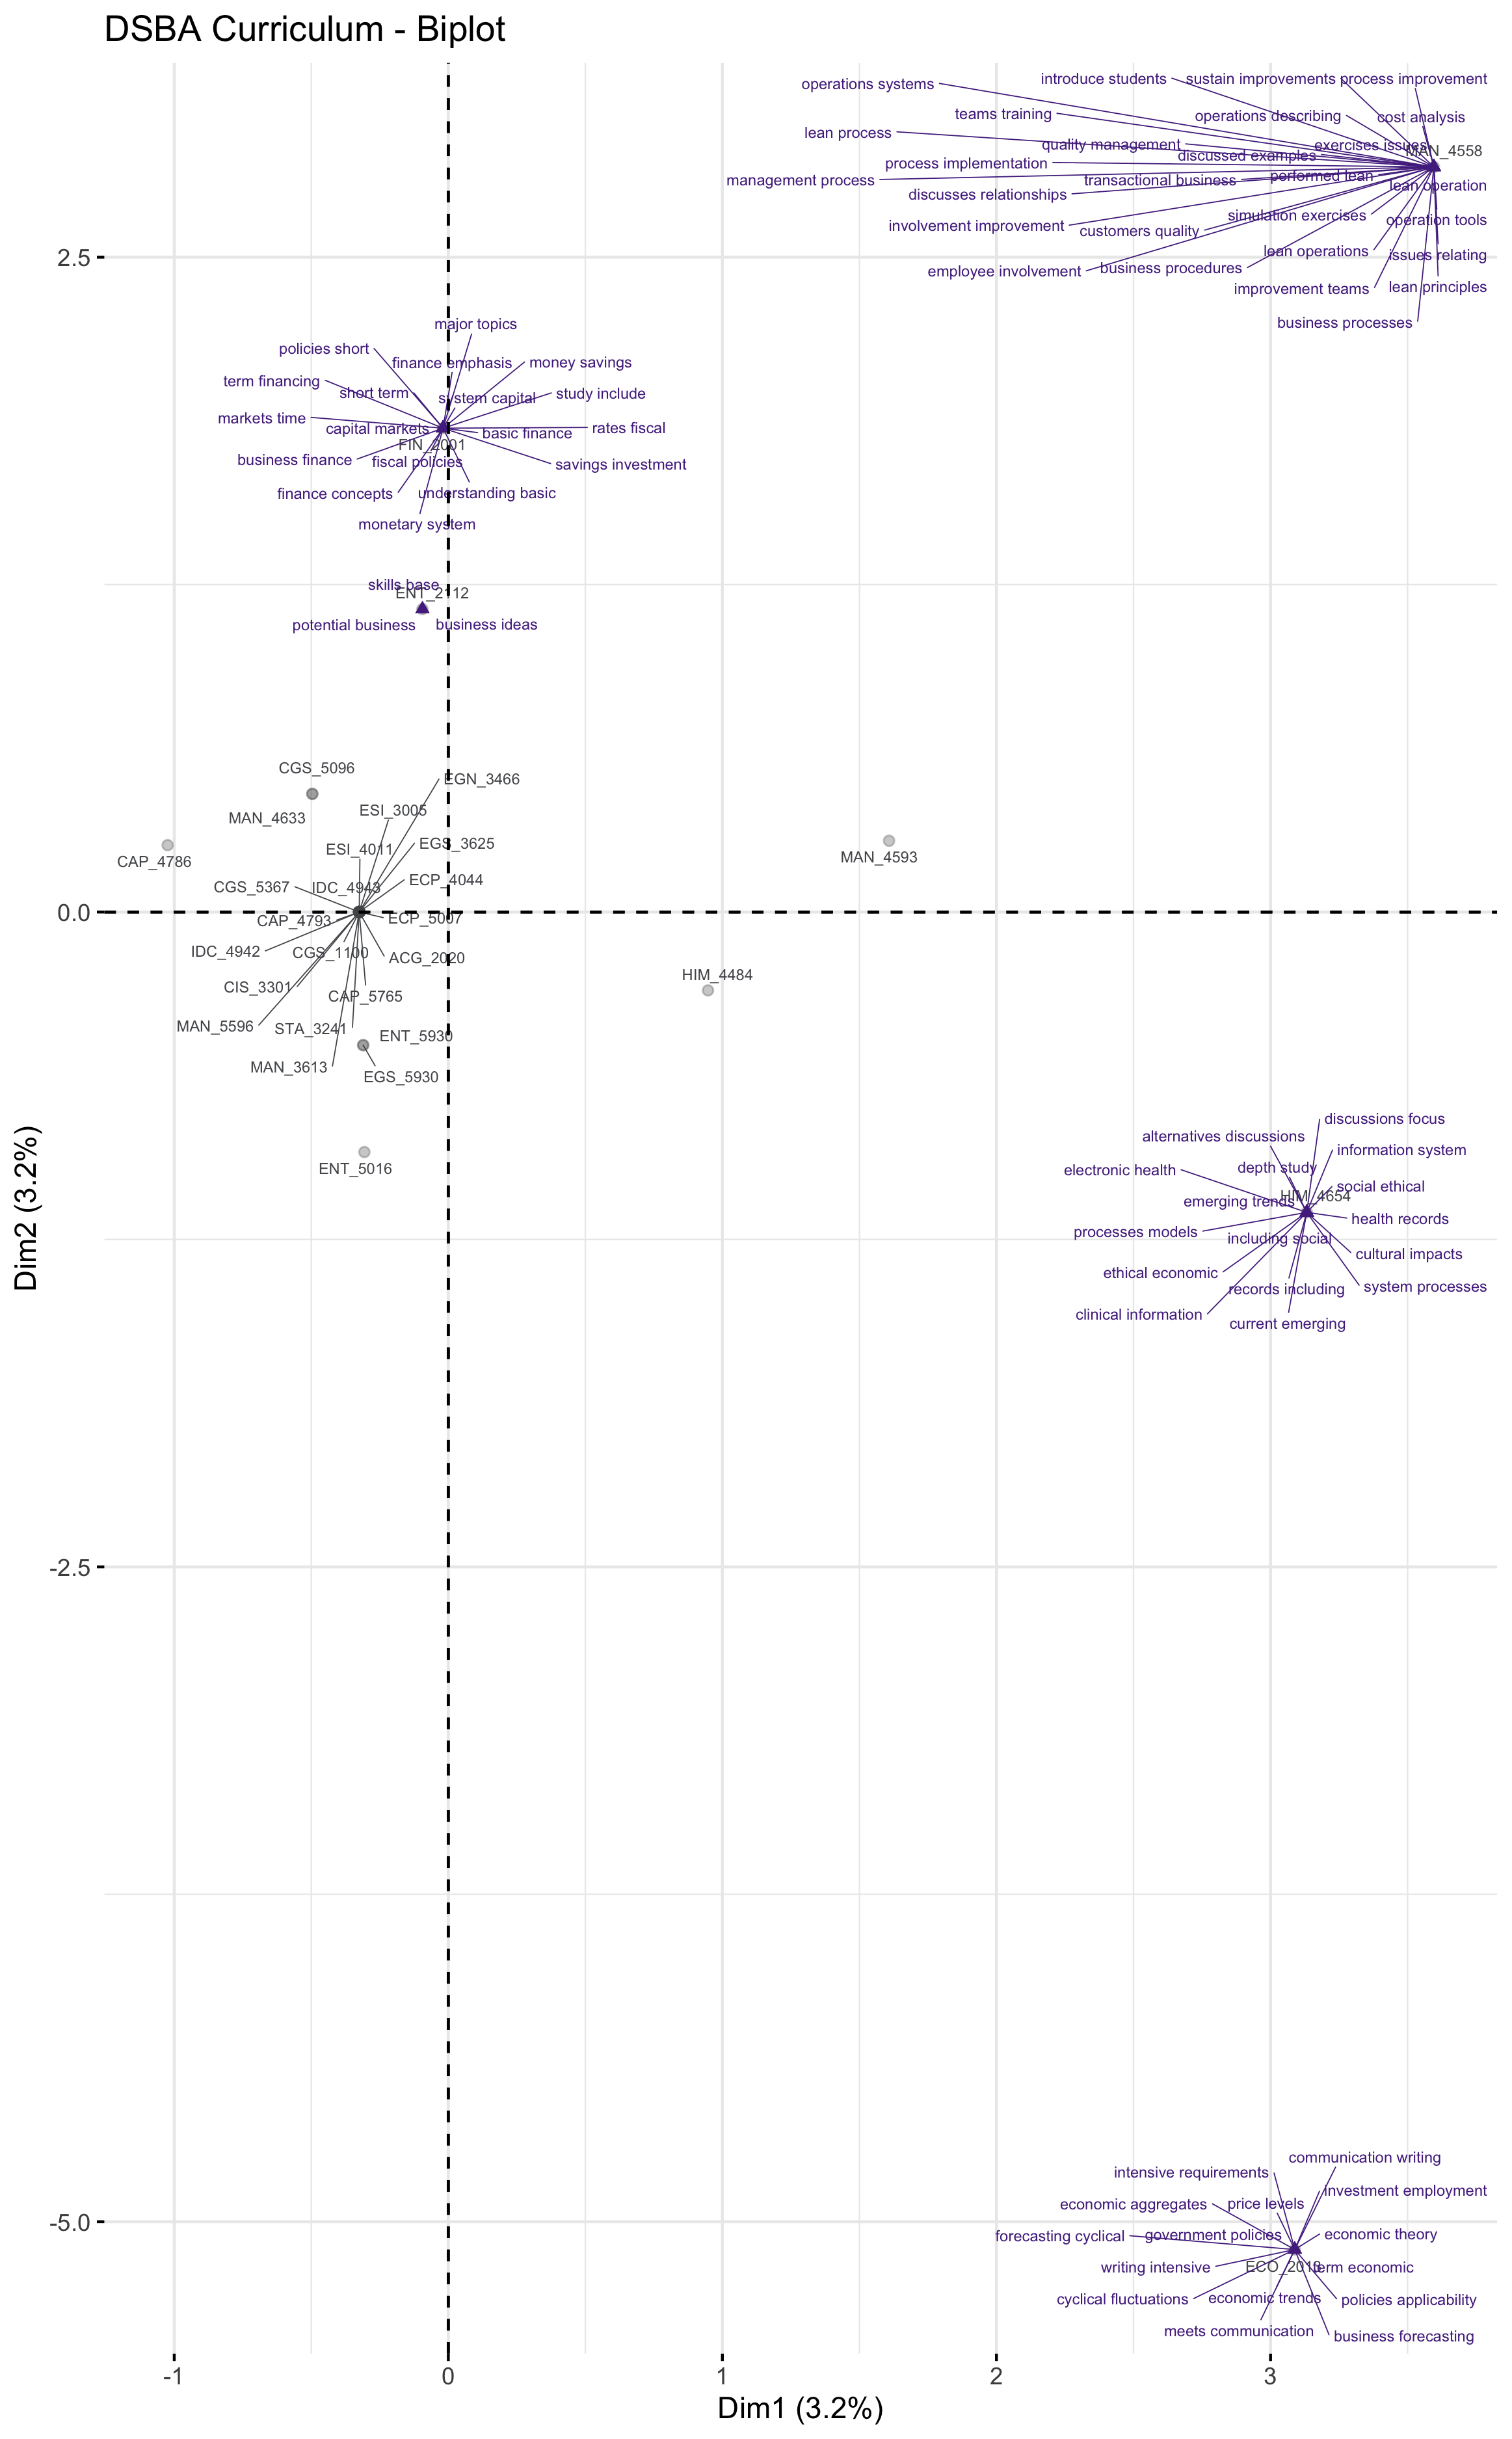 DSBA Curriculum - Biplot
introduce students
sustain improvements
process improvement
operations systems
teams training
operations describing
cost analysis
lean process
quality management
exercises issues
MAN_4558
discussed examples
process implementation
management process
transactional business
performed lean
lean operation
discusses relationships
simulation exercises
operation tools
involvement improvement
customers quality
lean operations
issues relating
2.5
employee involvement
business procedures
improvement teams
lean principles
business processes
major topics
policies short
finance emphasis
money savings
term financing
short term
system capital
study include
markets time
capital markets
basic finance
rates fiscal
FIN_2001
business finance
fiscal policies
savings investment
finance concepts
understanding basic
monetary system
skills base
ENT_2112
potential business
business ideas
CGS_5096
EGN_3466
MAN_4633
ESI_3005
CAP_4786
ESI_4011
EGS_3625
MAN_4593
CGS_5367
IDC_4943
ECP_4044
0.0
CAP_4793
ECP_5007
IDC_4942
CGS_1100
ACG_2020
HIM_4484
CIS_3301
CAP_5765
MAN_5596
STA_3241
ENT_5930
MAN_3613
EGS_5930
ENT_5016
discussions focus
alternatives discussions
information system
electronic health
depth study
social ethical
emerging trends
HIM_4654
health records
processes models
including social
cultural impacts
ethical economic
records including
system processes
clinical information
current emerging
Dim2 (3.2%)
-2.5
communication writing
intensive requirements
investment employment
economic aggregates
price levels
-5.0
forecasting cyclical
government policies
economic theory
writing intensive
ECO_2013
term economic
cyclical fluctuations
economic trends
policies applicability
meets communication
business forecasting
-1
0
1
2
3
Dim1 (3.2%)